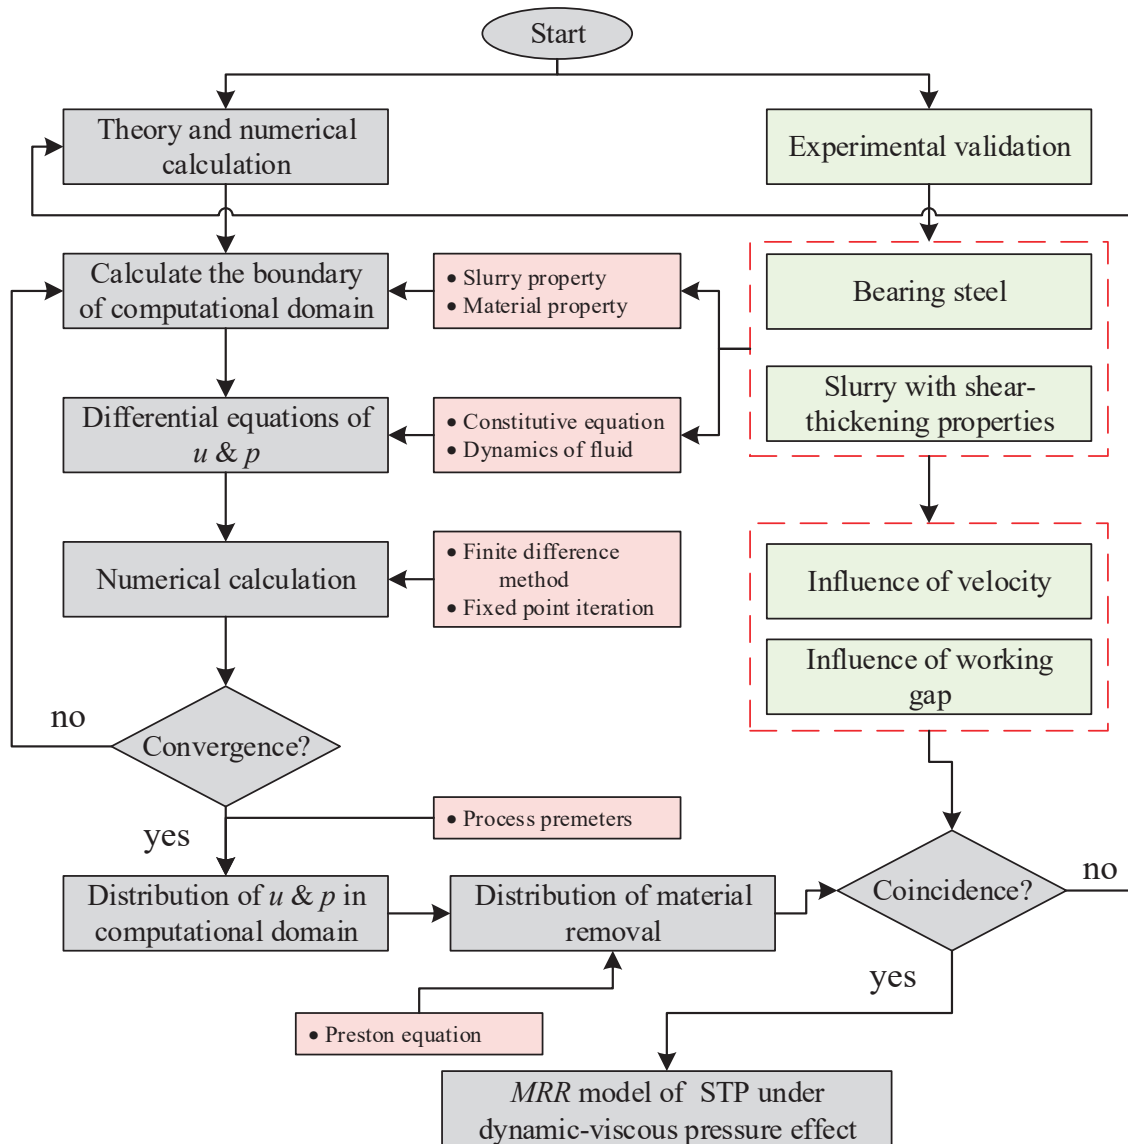 Start
Theory and numerical
calculation
Experimental validation
Calculate the boundary
of computational domain
• Slurry property
• Material property
Bearing steel
Differential equations of
u & p
• Constitutive equation
• Dynamics of fluid
Slurry with shear-
thickening properties
Numerical calculation
• Finite difference
method
• Fixed point iteration
Influence of velocity
Influence of working
gap
no
Convergence?
yes
• Process premeters
Distribution of u & p in
computational domain
Distribution of material
removal
Coincidence?
no
yes
• Preston equation
MRR model of STP under
dynamic-viscous pressure effect